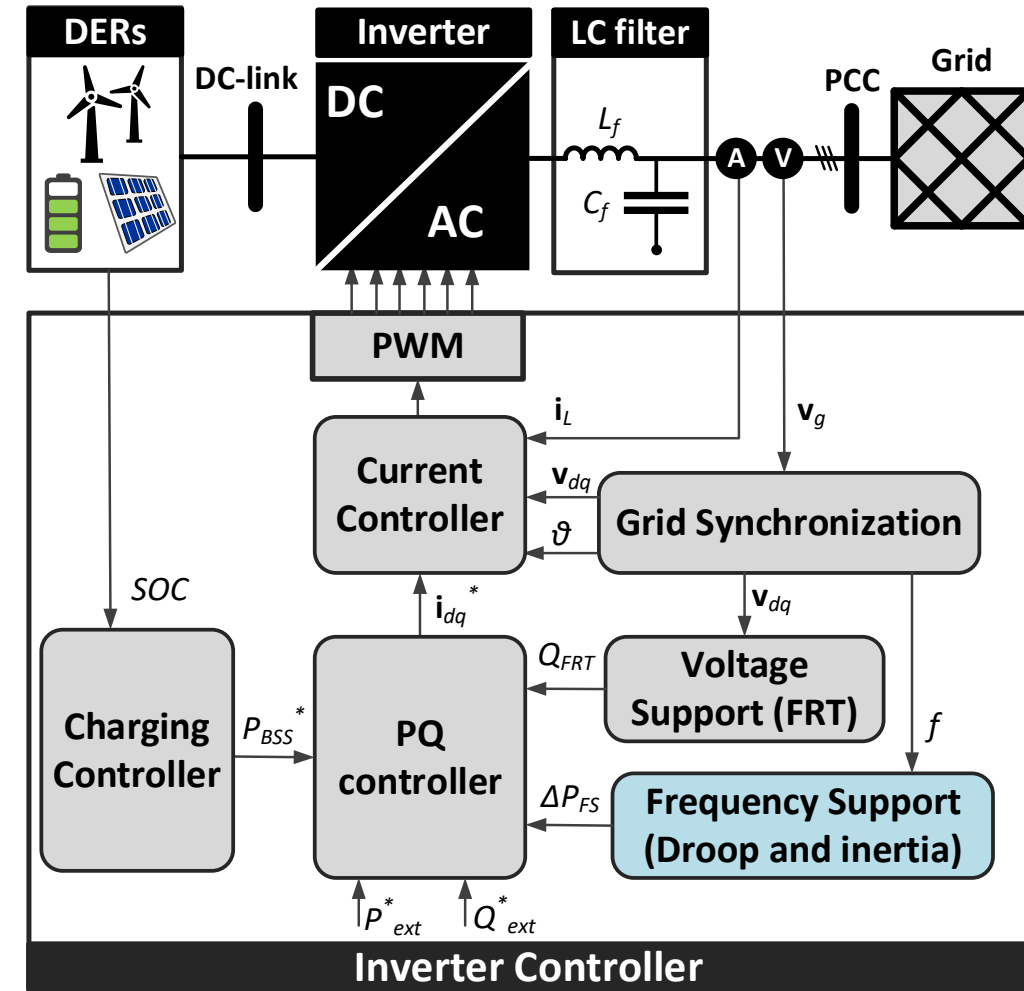 DERs
Inverter
LC filter
DC-link
PCC
Grid
DC
AC
L_f
C_f
A
V
PWM
i_L
v_g
Current
Controller
v_dq
ϑ
Grid Synchronization
SOC
i_dq*
v_dq
Charging
Controller
P_BSS*
PQ
controller
Q_FRT
Voltage
Support (FRT)
f
ΔP_FS
Frequency Support
(Droop and inertia)
P*_ext
Q*_ext
Inverter Controller